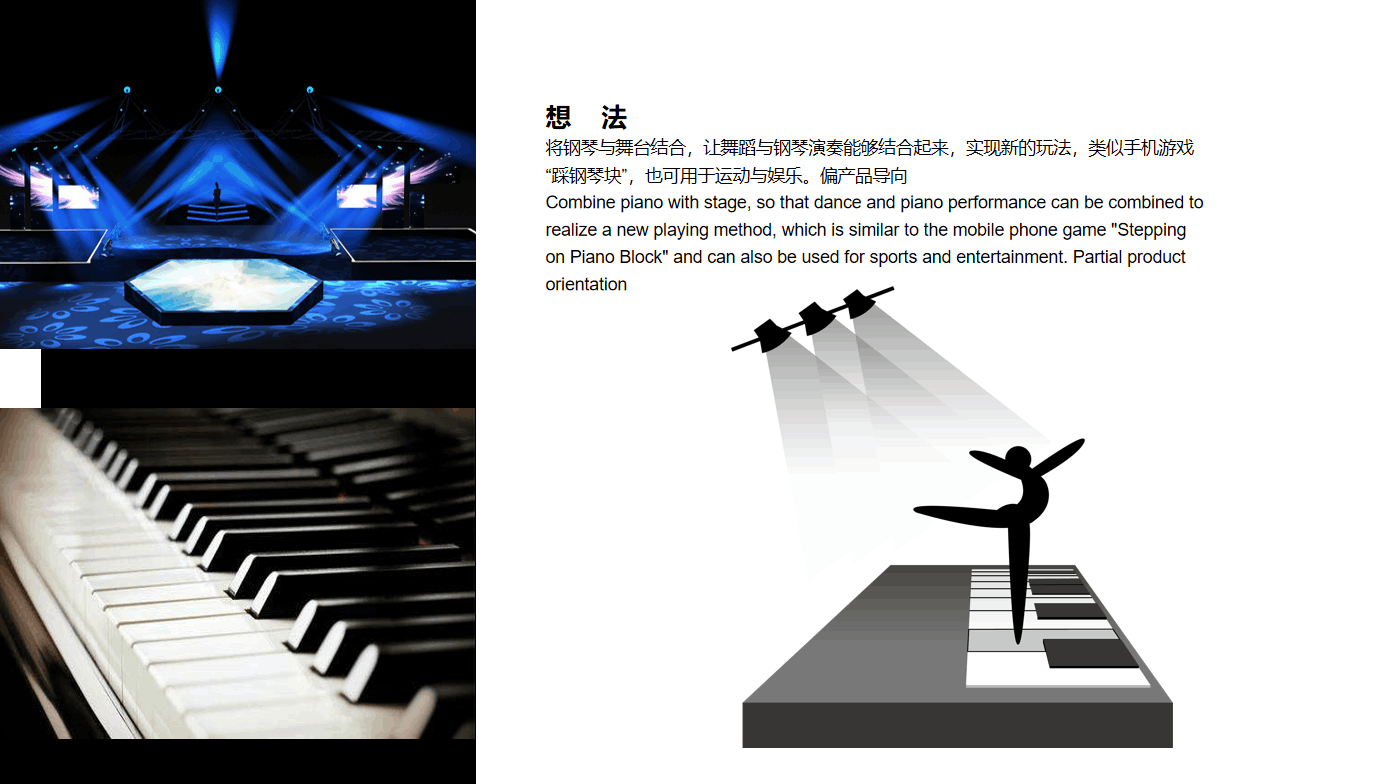 想 法
将钢琴与舞台结合，让舞蹈与钢琴演奏能够结合起来，实现新的玩法，类似手机游戏
“踩钢琴块”，也可用于运动与娱乐。偏产品导向
Combine piano with stage, so that dance and piano performance can be combined to
realize a new playing method, which is similar to the mobile phone game "Stepping
on Piano Block" and can also be used for sports and entertainment. Partial product
orientation